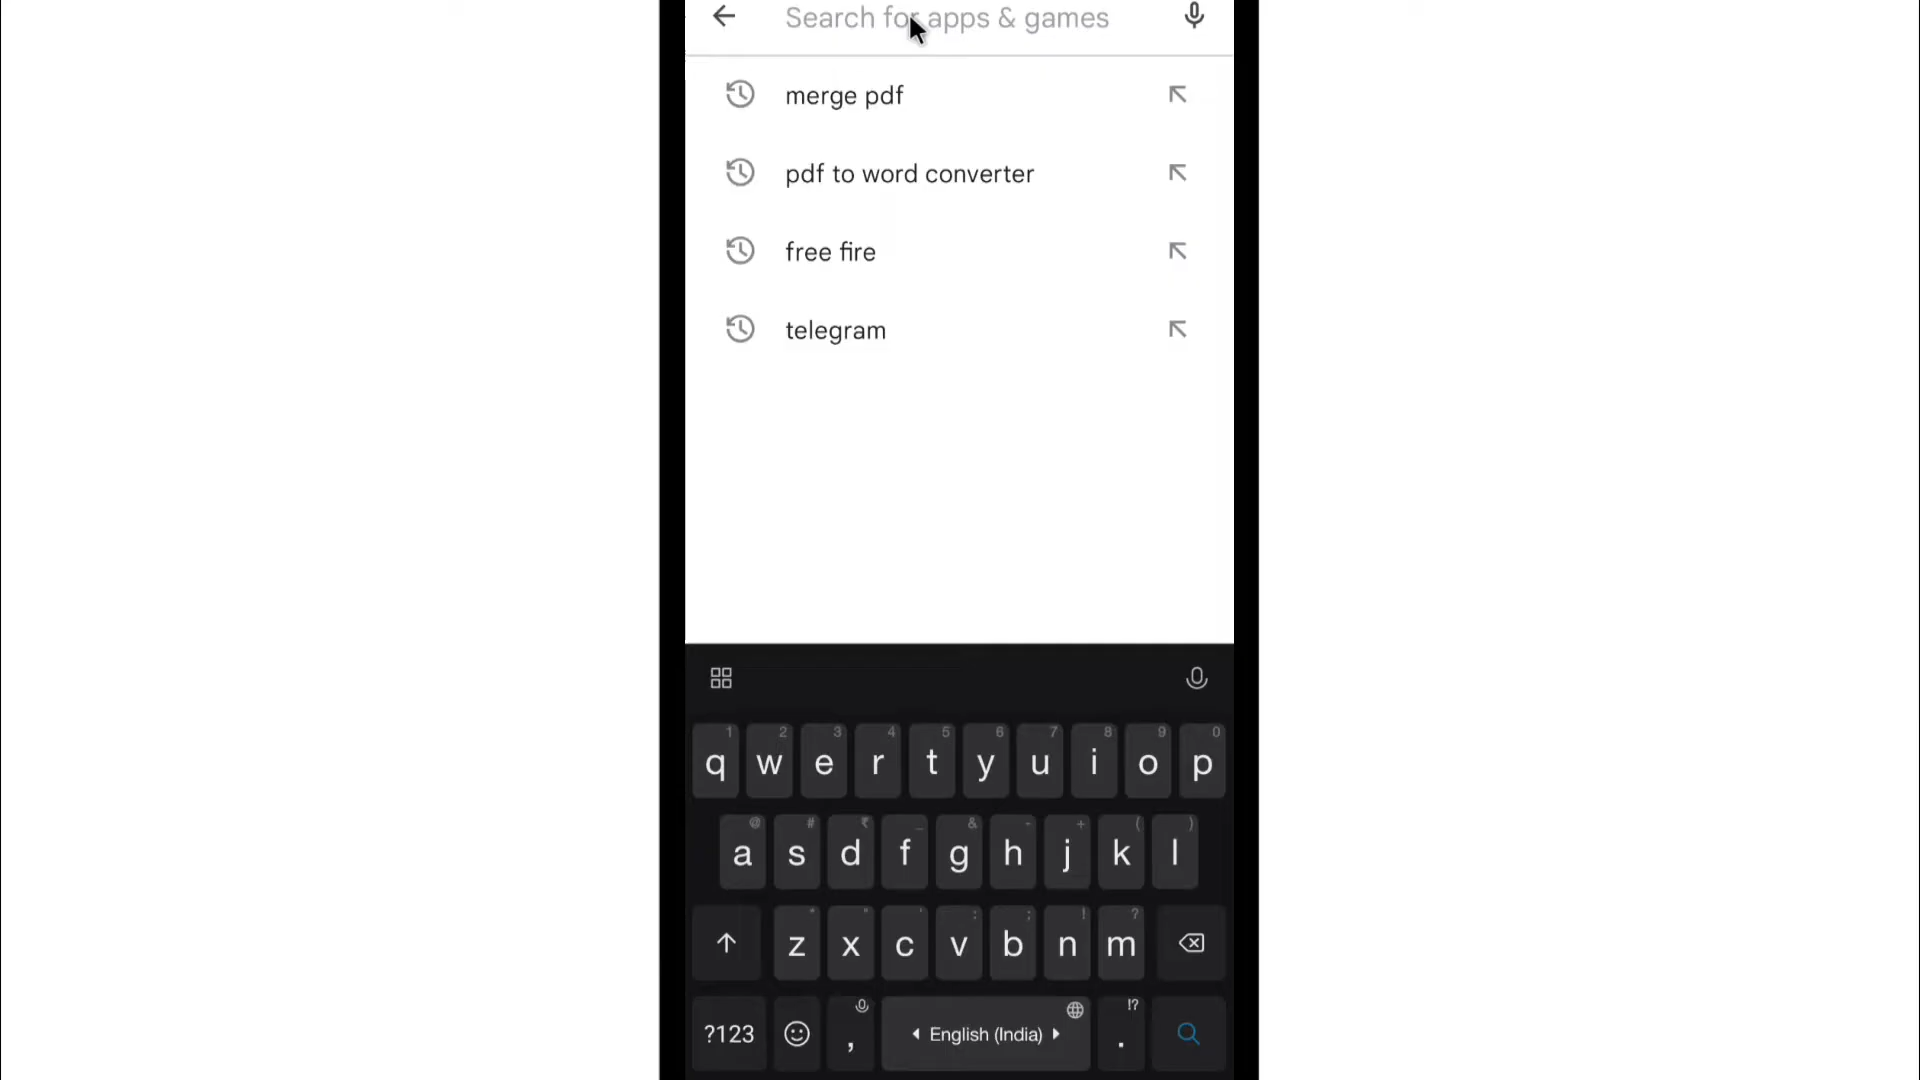 Search for apps & games
merge pdf
pdf to word converter
free fire
telegram
1 2 3 4 5 6 7 8 9 0
q w e r t y u i o p
@ # ₹ _ & - + ( )
a s d f g h j k l
z x c v b n m
!?
?123 , English (India) .